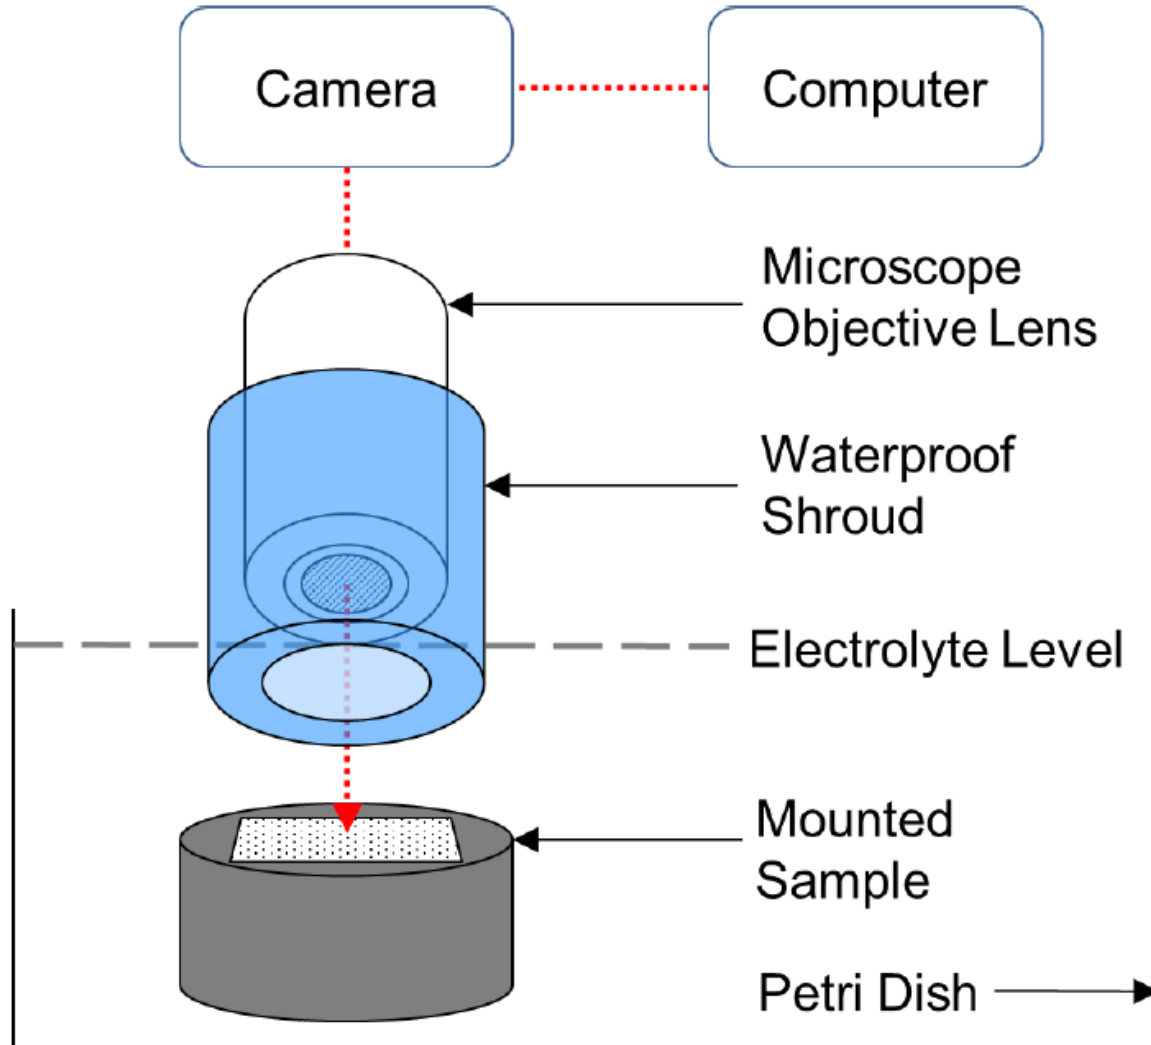 Camera
Computer
Microscope
Objective Lens
Waterproof
Shroud
Electrolyte Level
Mounted
Sample
Petri Dish